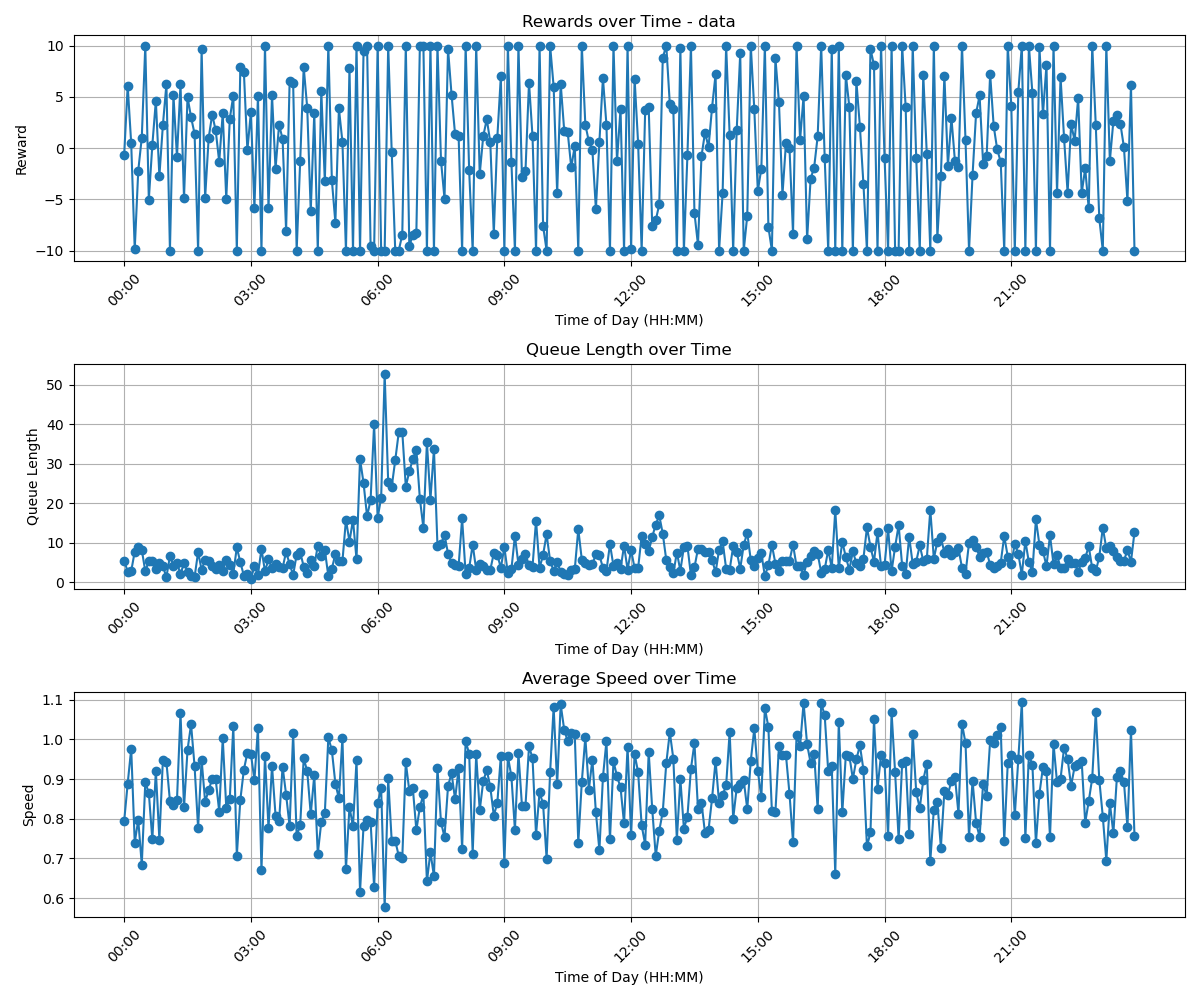 Rewards over Time - data
10
5
0
−5
−10
Reward
00:00 03:00 06:00 09:00 12:00 15:00 18:00 21:00
Time of Day (HH:MM)
Queue Length over Time
50
40
30
20
10
0
Queue Length
00:00 03:00 06:00 09:00 12:00 15:00 18:00 21:00
Time of Day (HH:MM)
Average Speed over Time
1.1
1.0
0.9
0.8
0.7
0.6
Speed
00:00 03:00 06:00 09:00 12:00 15:00 18:00 21:00
Time of Day (HH:MM)